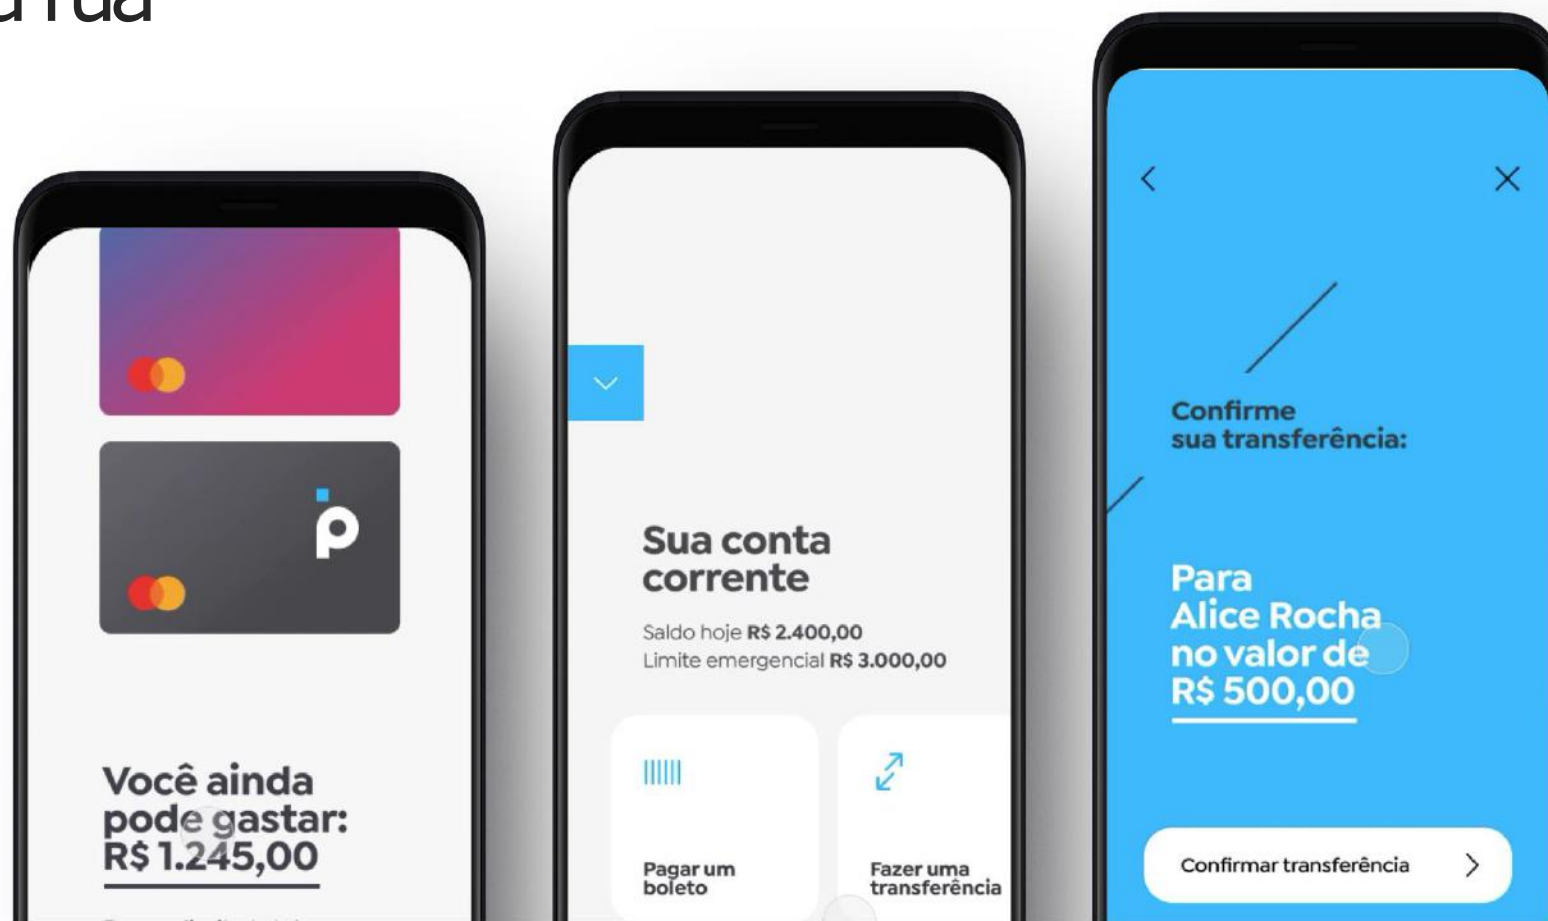 rua
Você ainda
pode gastar:
R$ 1.245,00
Sua conta
corrente
Saldo hoje R$ 2.400,00
Limite emergencial R$ 3.000,00
Pagar um
boleto
Fazer uma
transferência
Confirme
sua transferência:
Para
Alice Rocha
no valor de
R$ 500,00
Confirmar transferência